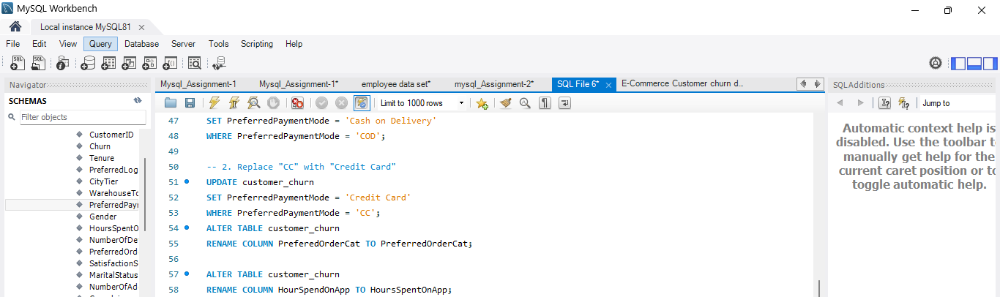 MySQL Workbench
Local instance MySQL81
File Edit View Query Database Server Tools Scripting Help
Navigator
SCHEMAS
Filter objects
CustomerID
Churn
Tenure
PreferredLog
CityTier
WarehouseTo
PreferredPayı
Gender
HoursSpentO
NumberOfDe
PreferredOrd
SatisfactionS
MaritalStatus
NumberOfAd
Mysql_Assignment-1 Mysql_Assignment-1* employee data set* mysql_Assignment-2* SQL File 6* E-Commerce Customer churn d...
Limit to 1000 rows
47 SET PreferredPaymentMode = 'Cash on Delivery'
48 WHERE PreferredPaymentMode = 'COD';
49
50 -- 2. Replace "CC" with "Credit Card"
51 UPDATE customer_churn
52 SET PreferredPaymentMode = 'Credit Card'
53 WHERE PreferredPaymentMode = 'CC';
54 ALTER TABLE customer_churn
55 RENAME COLUMN PreferedOrderCat TO PreferredOrderCat;
56
57 ALTER TABLE customer_churn
58 RENAME COLUMN HourSpendOnApp TO HoursSpentOnApp;
SQLAdditions
Jump to
Automatic context help is
disabled. Use the toolbar t
manually get help for the
current caret position or to
toggle automatic help.